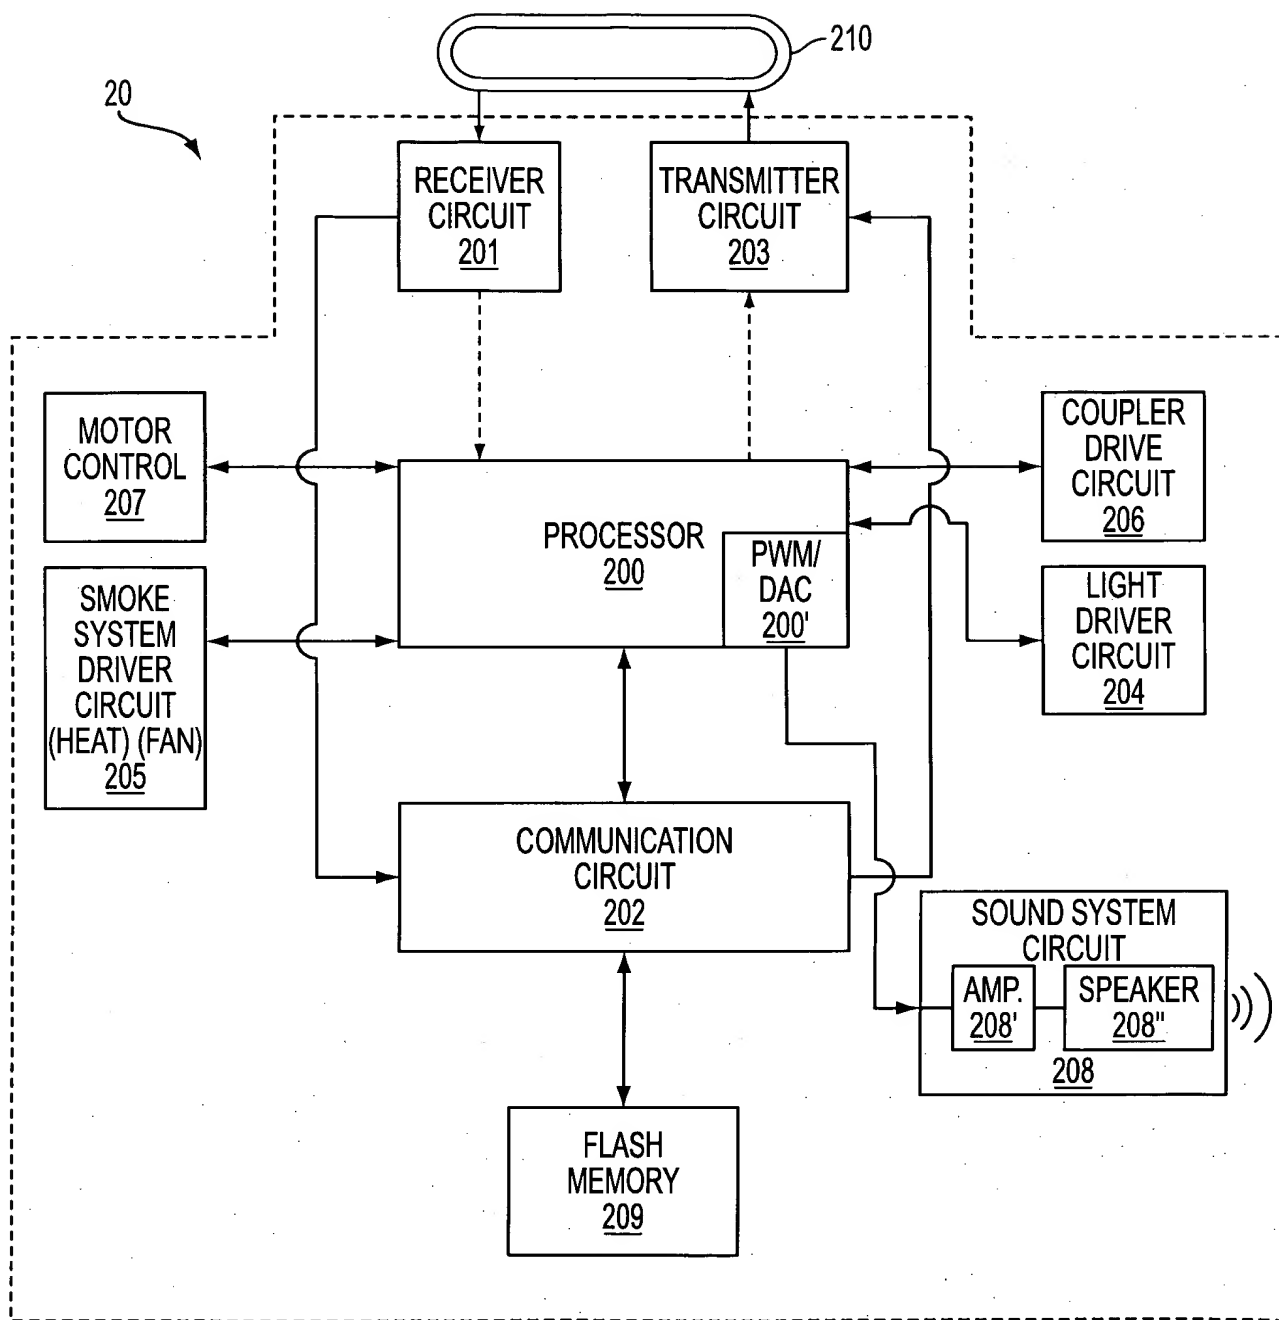 210
20
RECEIVER
CIRCUIT
201
TRANSMITTER
CIRCUIT
203
MOTOR
CONTROL
207
COUPLER
DRIVE
CIRCUIT
206
PROCESSOR
200
PWM/
DAC
200'
SMOKE
SYSTEM
DRIVER
CIRCUIT
(HEAT) (FAN)
205
LIGHT
DRIVER
CIRCUIT
204
COMMUNICATION
CIRCUIT
202
SOUND SYSTEM
CIRCUIT
AMP.
208'
SPEAKER
208"
208
FLASH
MEMORY
209